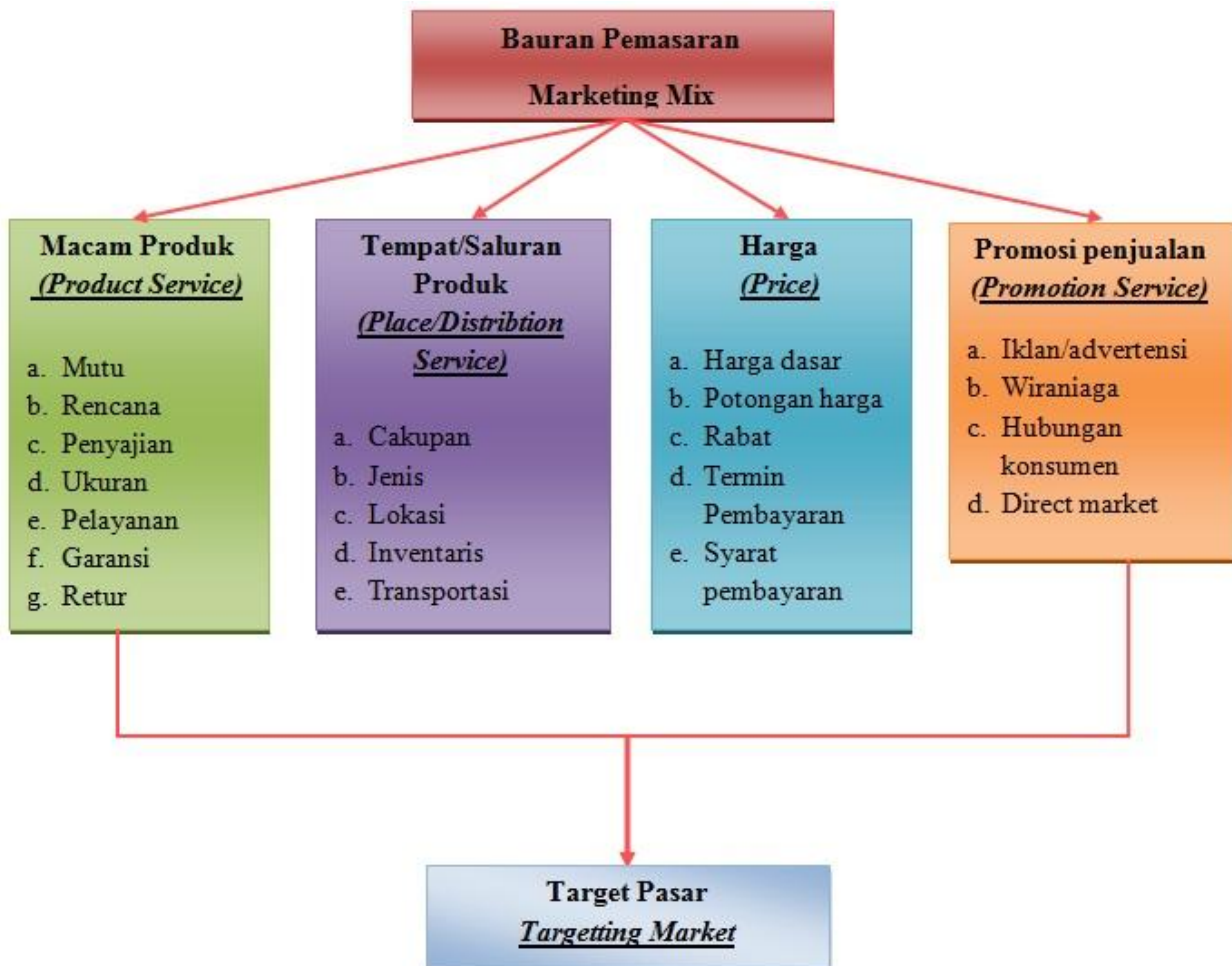 Bauran Pemasaran
Marketing Mix
Macam Produk
(Product Service)
a. Mutu
b. Rencana
c. Penyajian
d. Ukuran
e. Pelayanan
f. Garansi
g. Retur
Tempat/Saluran
Produk
(Place/Distribtion
Service)
a. Cakupan
b. Jenis
c. Lokasi
d. Inventaris
e. Transportasi
Harga
(Price)
a. Harga dasar
b. Potongan harga
c. Rabat
d. Termin
Pembayaran
e. Syarat
pembayaran
Promosi penjualan
(Promotion Service)
a. Iklan/advertensi
b. Wiraniaga
c. Hubungan
konsumen
d. Direct market
Target Pasar
Targetting Market